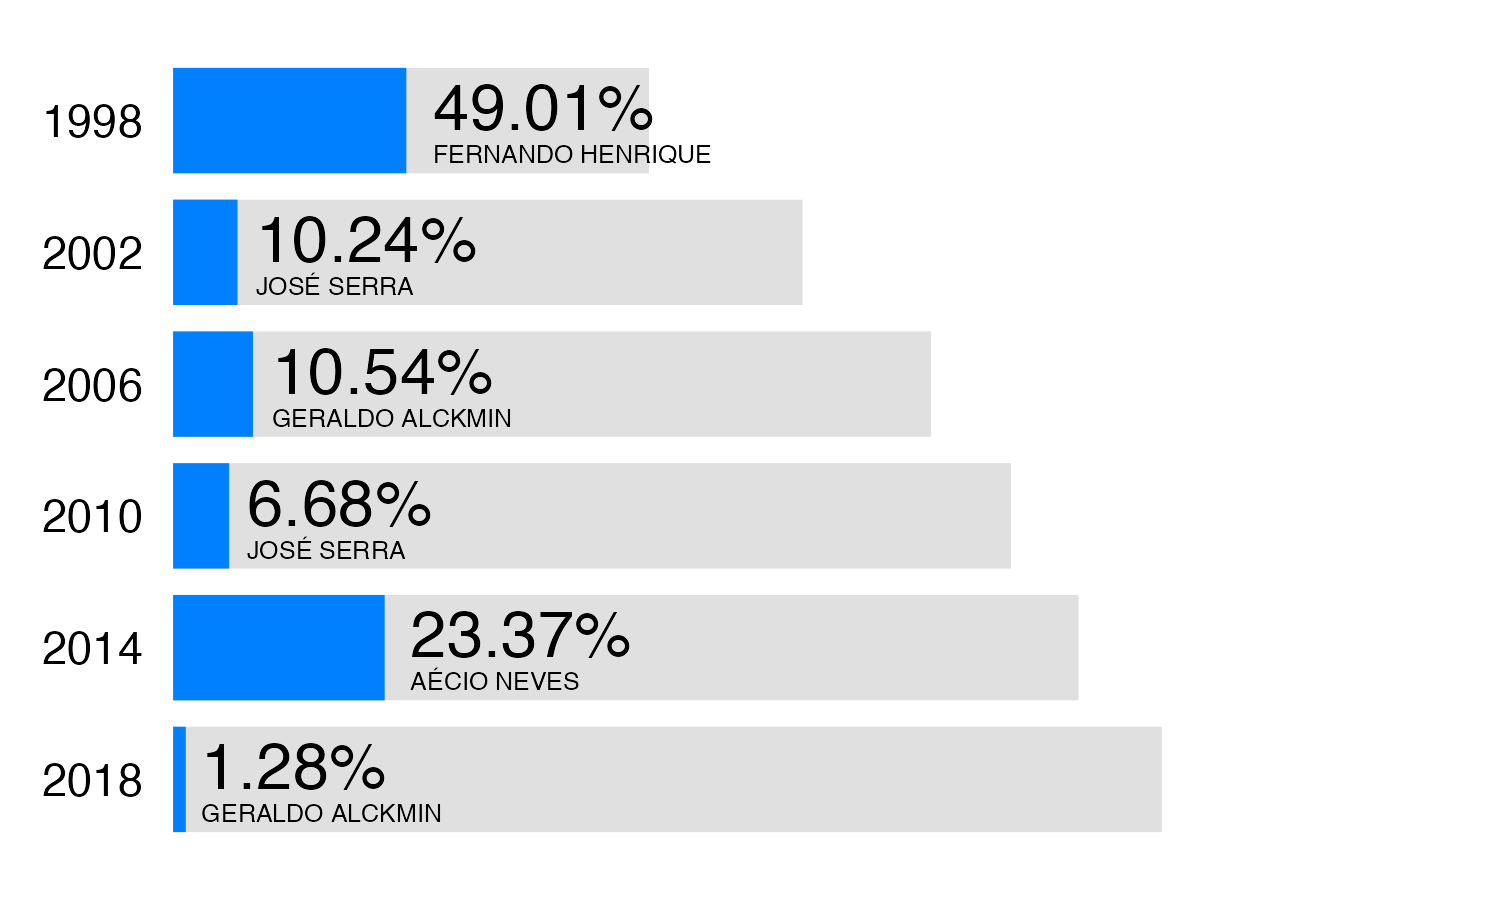 1998
49.01%
FERNANDO HENRIQUE
2002
10.24%
JOSÉ SERRA
2006
10.54%
GERALDO ALCKMIN
2010
6.68%
JOSÉ SERRA
2014
23.37%
AÉCIO NEVES
2018
1.28%
GERALDO ALCKMIN